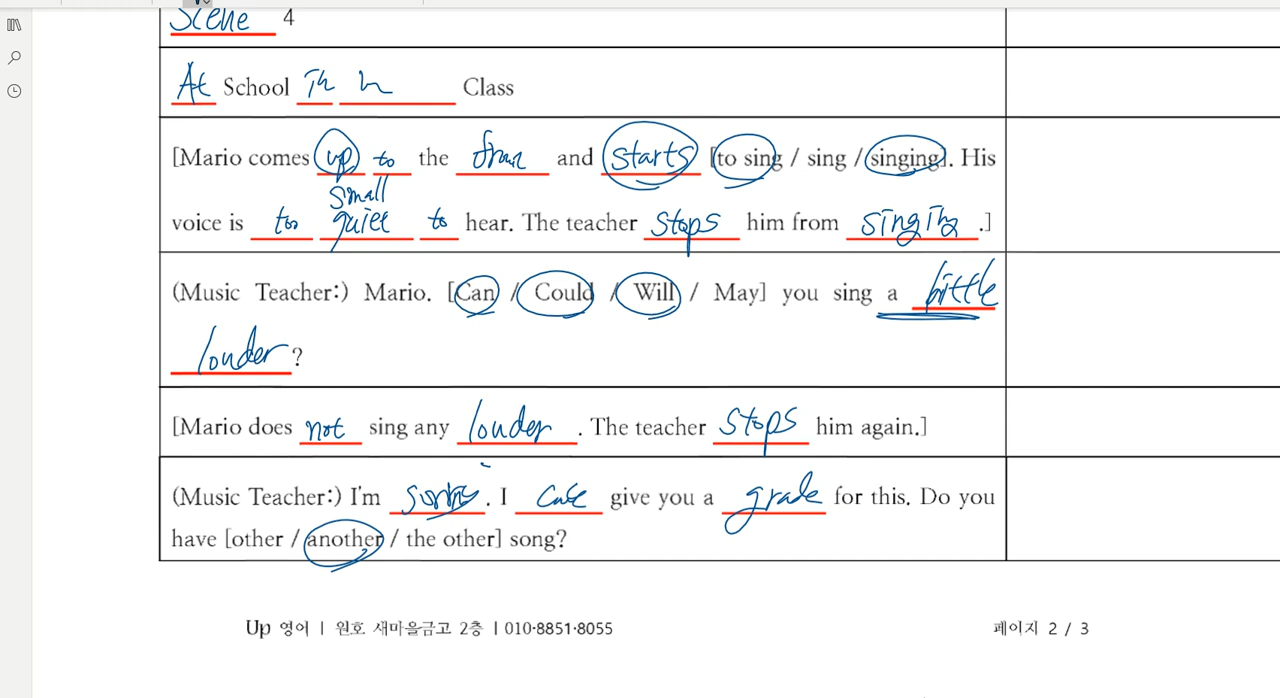 Scene 4
At School In Class
[Mario comes up to the front and starts [to sing / sing / singing]. His
small
voice is too quiet to hear. The teacher stops him from singing.]
(Music Teacher:) Mario. [Can / Could / Will / May] you sing a little
louder?
[Mario does not sing any louder. The teacher stops him again.]
(Music Teacher:) I'm sorry. I give you a grade for this. Do you
have [other / another / the other] song?
Up 영어 | 원호 새마을금고 2층 | 010-8851-8055
페이지 2 / 3